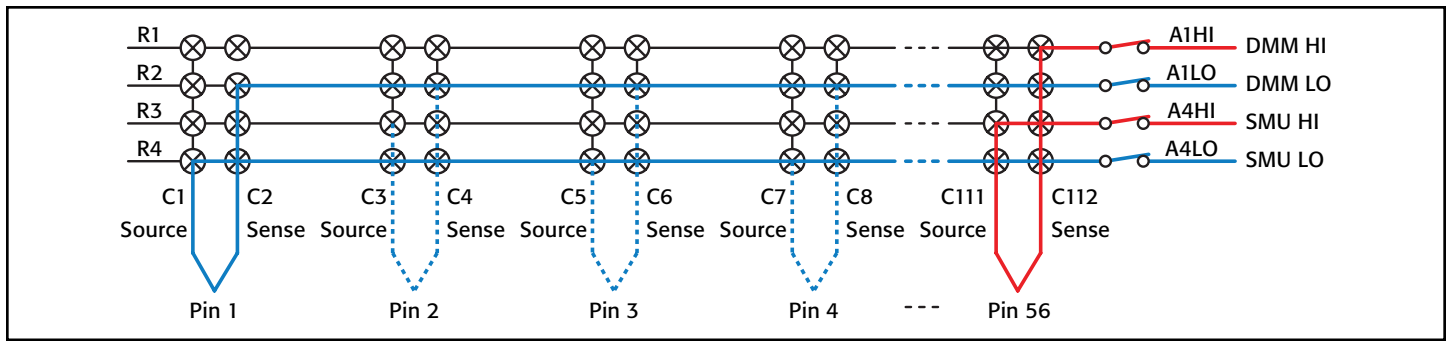 R1 A1HI DMM HI
R2 A1LO DMM LO
R3 A4HI SMU HI
R4 A4LO SMU LO
C1 C2 C3 C4 C5 C6 C7 C8 C111 C112
Source Sense Source Sense Source Sense Source Sense Source Sense
Pin 1 Pin 2 Pin 3 Pin 4 --- Pin 56